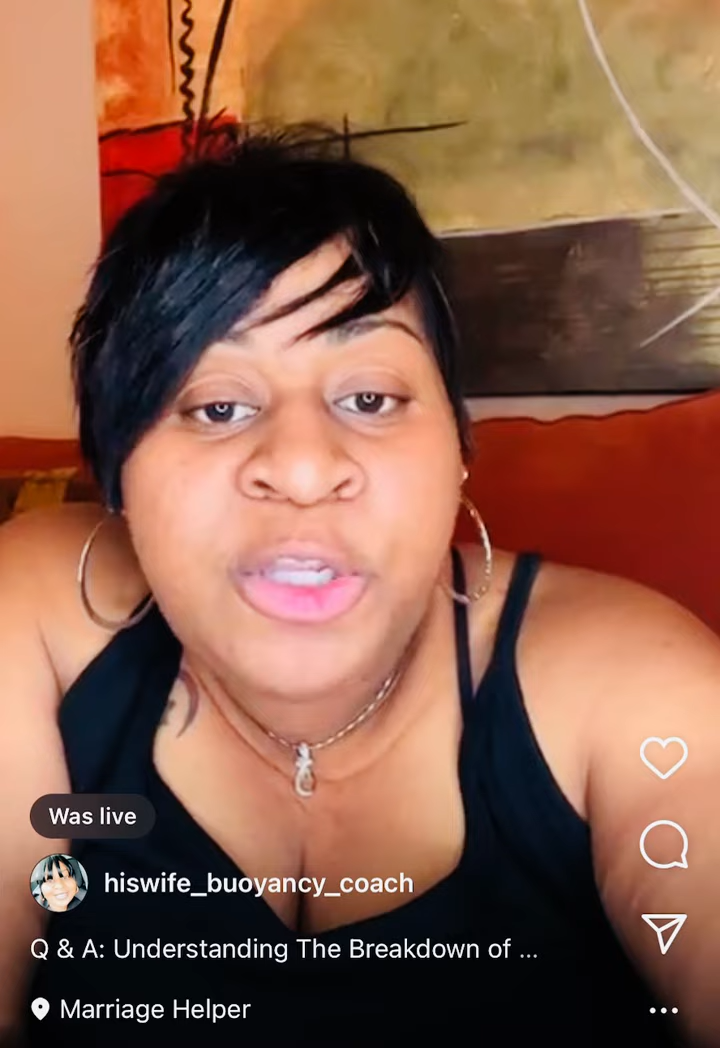 Was live
hiswife_buoyancy_coach
Q & A: Understanding The Breakdown of ...
Marriage Helper